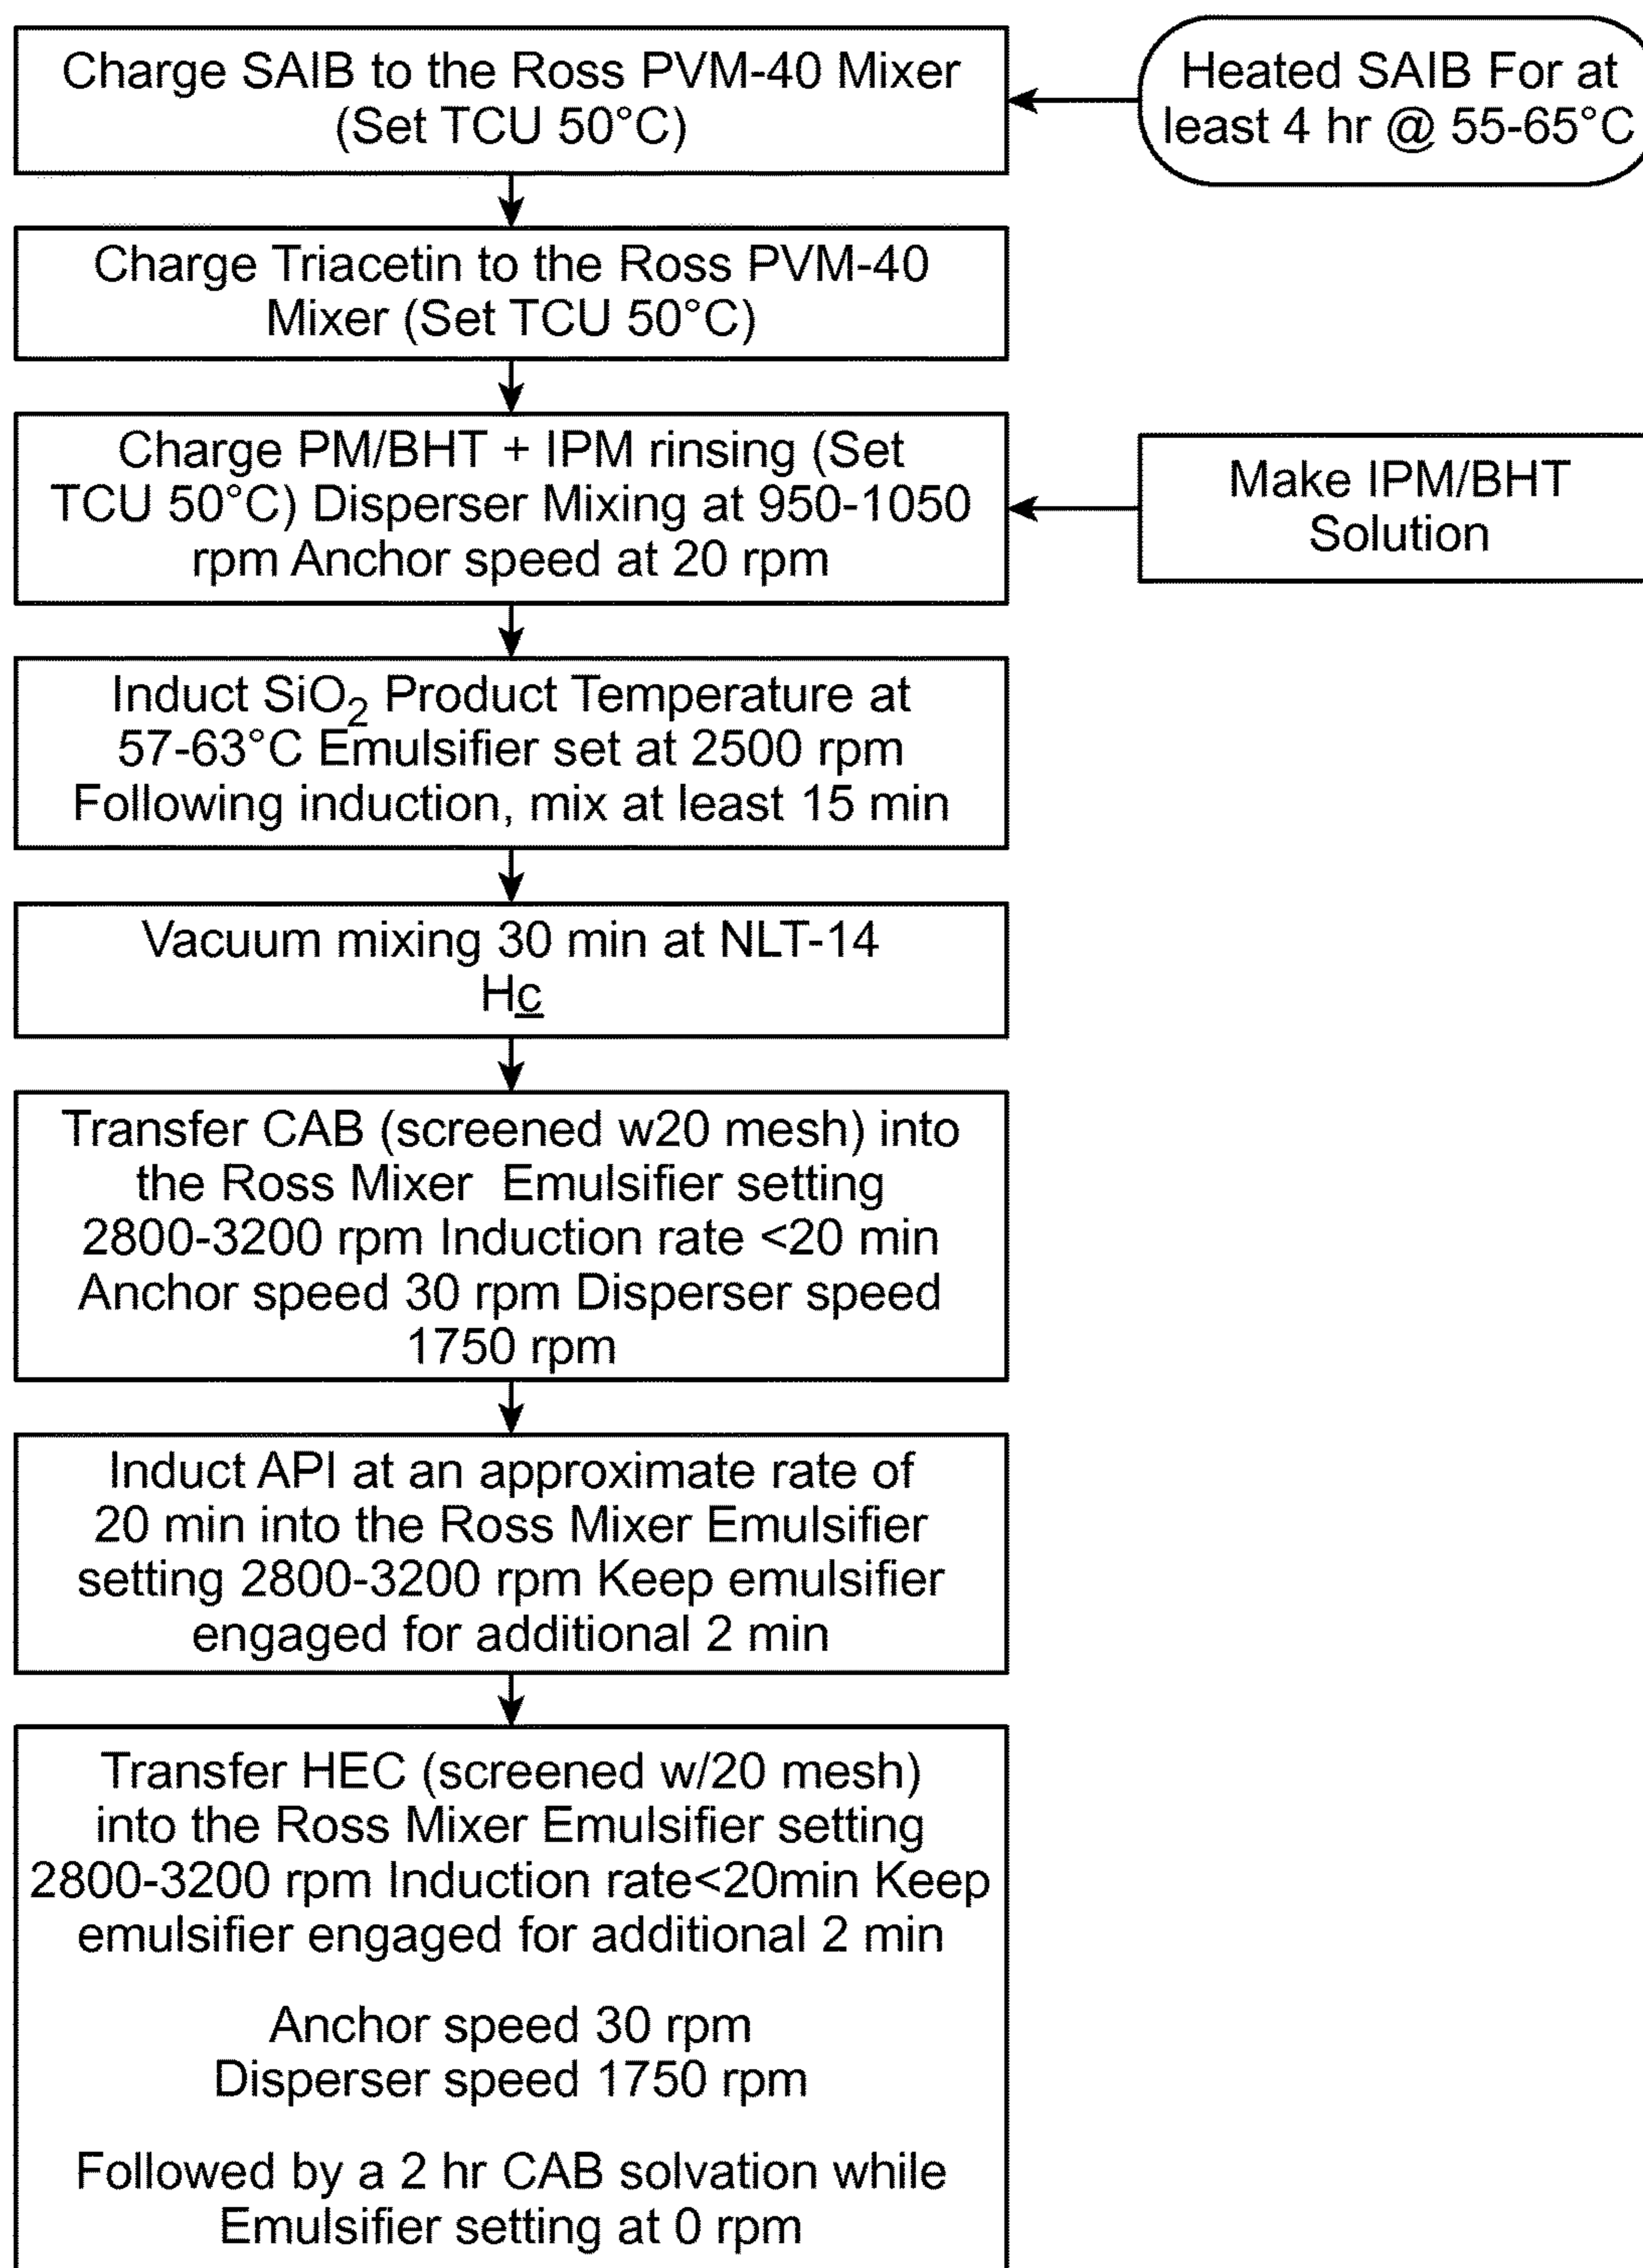 Charge SAIB to the Ross PVM-40 Mixer
(Set TCU 50°C)
Heated SAIB For at
least 4 hr @ 55-65°C
Charge Triacetin to the Ross PVM-40
Mixer (Set TCU 50°C)
Charge PM/BHT + IPM rinsing (Set
TCU 50°C) Disperser Mixing at 950-1050
rpm Anchor speed at 20 rpm
Make IPM/BHT
Solution
Induct SiO₂ Product Temperature at
57-63°C Emulsifier set at 2500 rpm
Following induction, mix at least 15 min
Vacuum mixing 30 min at NLT-14
Hc
Transfer CAB (screened w20 mesh) into
the Ross Mixer Emulsifier setting
2800-3200 rpm Induction rate <20 min
Anchor speed 30 rpm Disperser speed
1750 rpm
Induct API at an approximate rate of
20 min into the Ross Mixer Emulsifier
setting 2800-3200 rpm Keep emulsifier
engaged for additional 2 min
Transfer HEC (screened w/20 mesh)
into the Ross Mixer Emulsifier setting
2800-3200 rpm Induction rate<20min Keep
emulsifier engaged for additional 2 min
Anchor speed 30 rpm
Disperser speed 1750 rpm
Followed by a 2 hr CAB solvation while
Emulsifier setting at 0 rpm